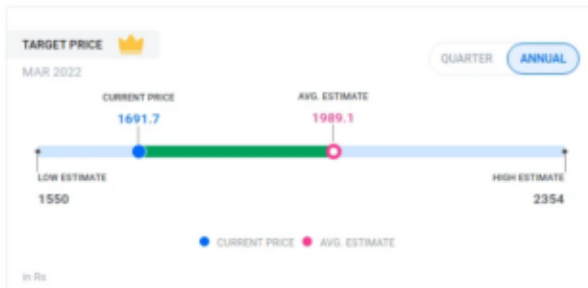 TARGET PRICE
MAR 2022
QUARTER ANNUAL
CURRENT PRICE AVG. ESTIMATE
1691.7 1989.1
LOW ESTIMATE HIGH ESTIMATE
1550 2354
CURRENT PRICE AVG. ESTIMATE
in Rs